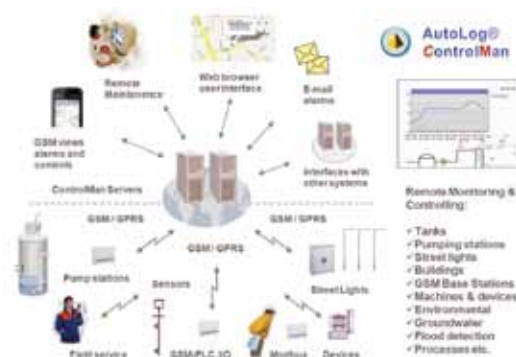 AutoLog®
ControlMan
Remote
Maintenance
Web browser
user interface
E-mail
alarms
GSM views
alarms and
controls
Interfaces with
other systems
ControlMan Servers
GSM / GPRS
GSM / GPRS
GSM / GPRS
Pump stations
Sensors
Street Lights
Field service
GSM-PLC, I/O
Modbus
Devices
Remote Monitoring &
Controlling:
✓ Tanks
✓ Pumping stations
✓ Street lights
✓ Buildings
✓ GSM Base Stations
✓ Machines & devices
✓ Environmental
✓ Groundwater
✓ Flood detection
✓ Processes etc.